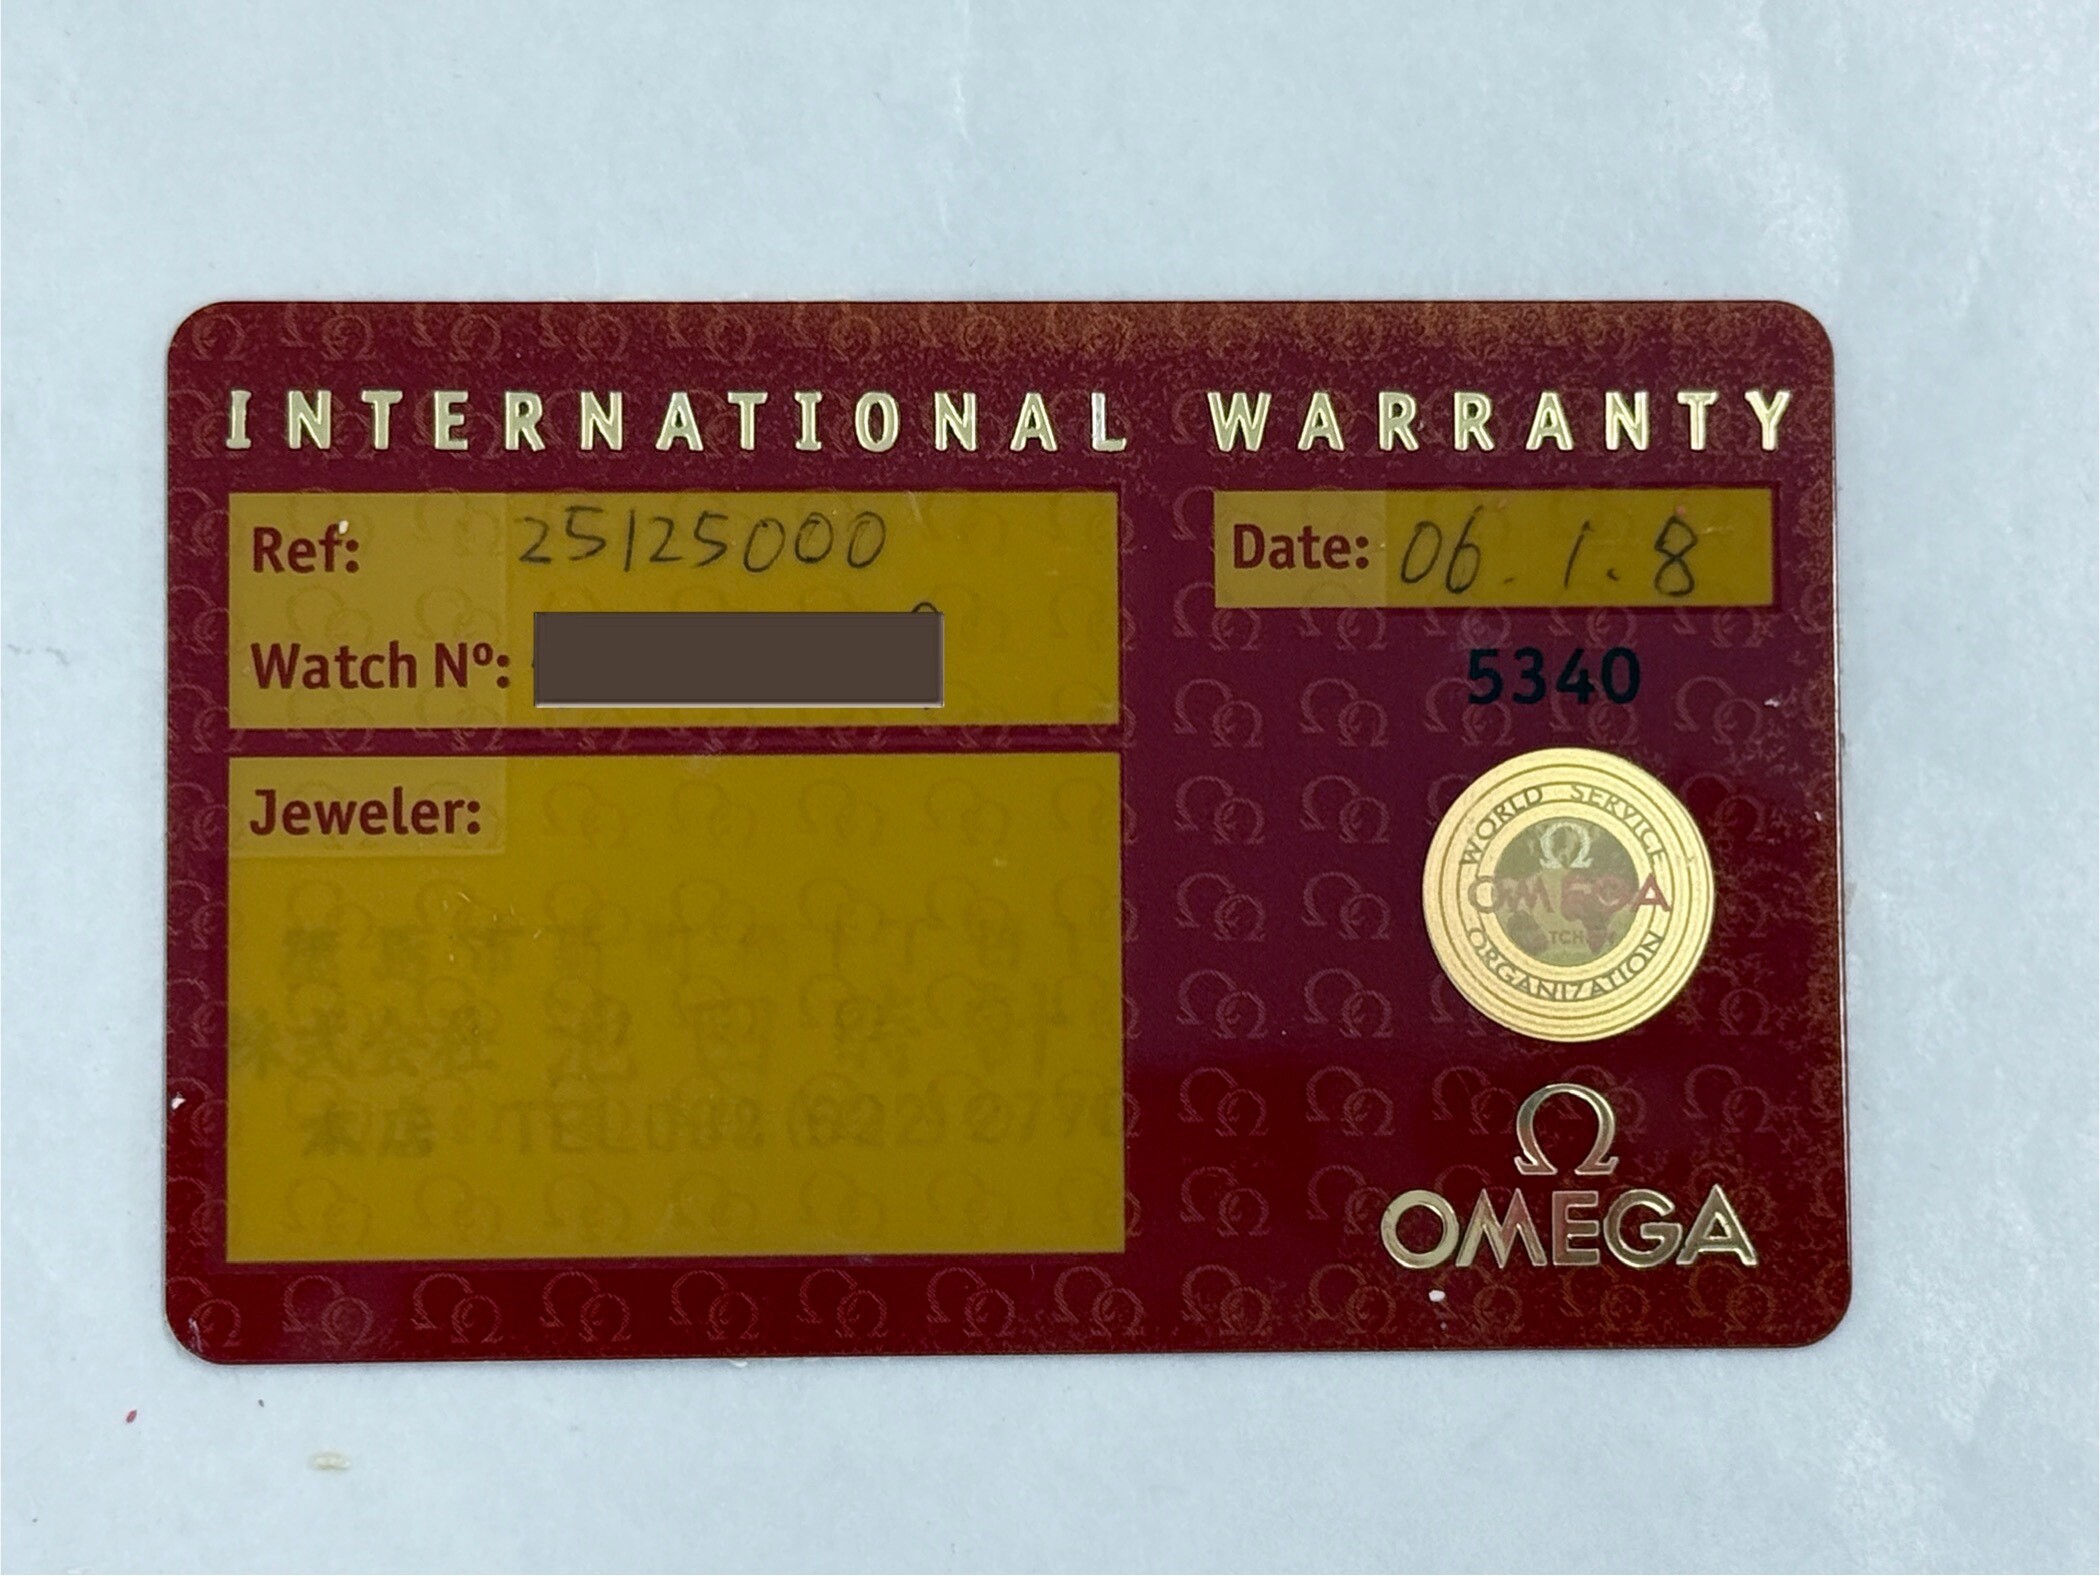 INTERNATIONAL WARRANTY
Ref: 25125000
Date: 06.1.8
Watch Nº:
5340
Jeweler:
市
株式会社
本店 TEL
WORLD SERVICE
Ω
OMEGA
ORGANIZATION
Ω
OMEGA